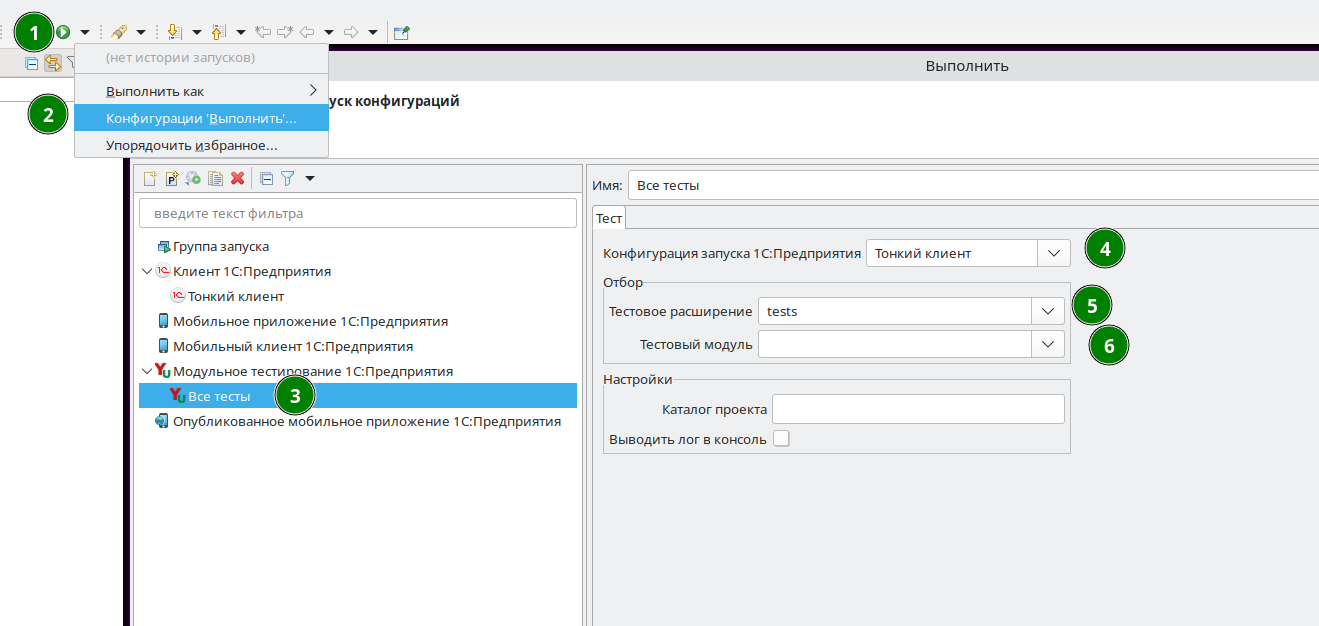 1
(нет истории запусков)
Выполнить
Выполнить как
уск конфигураций
2
Конфигурации 'Выполнить'...
Упорядочить избранное...
P
Имя: Все тесты
введите текст фильтра
Тест
Группа запуска
Конфигурация запуска 1С:Предприятия Тонкий клиент
4
Клиент 1С:Предприятия
Отбор
Тонкий клиент
Тестовое расширение tests
5
Мобильное приложение 1С:Предприятия
Мобильный клиент 1С:Предприятия
Тестовый модуль
6
Модульное тестирование 1С:Предприятия
Настройки
Все тесты
3
Каталог проекта
Опубликованное мобильное приложение 1С:Предприятия
Выводить лог в консоль